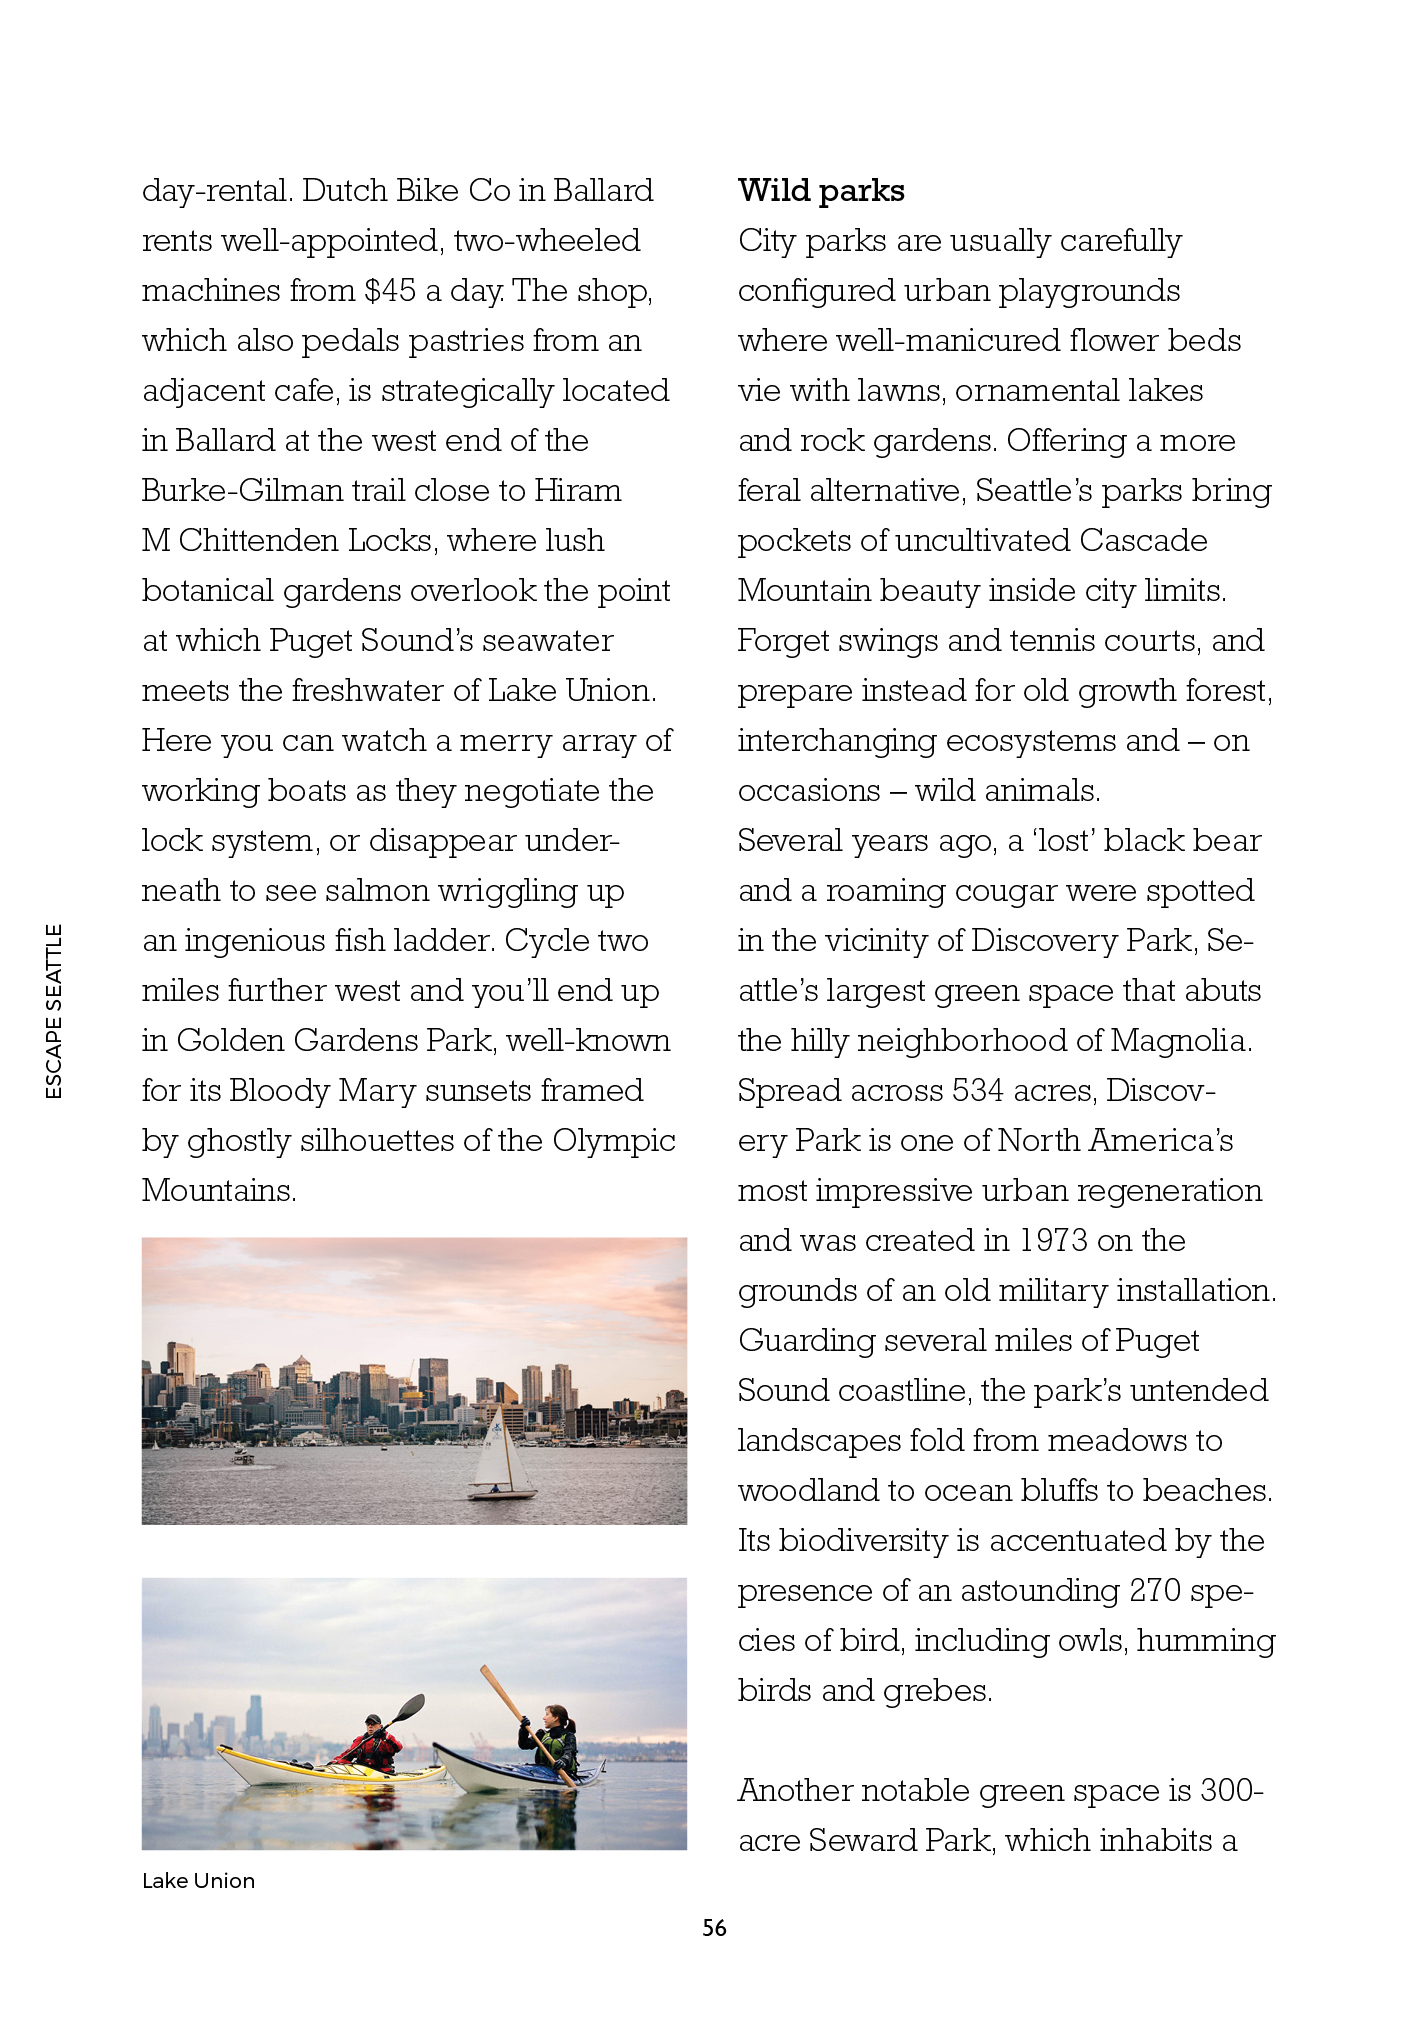 day-rental. Dutch Bike Co in Ballard
rents well-appointed, two-wheeled
machines from $45 a day. The shop,
which also pedals pastries from an
adjacent cafe, is strategically located
in Ballard at the west end of the
Burke-Gilman trail close to Hiram
M Chittenden Locks, where lush
botanical gardens overlook the point
at which Puget Sound’s seawater
meets the freshwater of Lake Union.
Here you can watch a merry array of
working boats as they negotiate the
lock system, or disappear under-
neath to see salmon wriggling up
an ingenious fish ladder. Cycle two
miles further west and you’ll end up
in Golden Gardens Park, well-known
for its Bloody Mary sunsets framed
by ghostly silhouettes of the Olympic
Mountains.
Lake Union
Wild parks
City parks are usually carefully
configured urban playgrounds
where well-manicured flower beds
vie with lawns, ornamental lakes
and rock gardens. Offering a more
feral alternative, Seattle’s parks bring
pockets of uncultivated Cascade
Mountain beauty inside city limits.
Forget swings and tennis courts, and
prepare instead for old growth forest,
interchanging ecosystems and – on
occasions – wild animals.
Several years ago, a ‘lost’ black bear
and a roaming cougar were spotted
in the vicinity of Discovery Park, Se-
attle’s largest green space that abuts
the hilly neighborhood of Magnolia.
Spread across 534 acres, Discov-
ery Park is one of North America’s
most impressive urban regeneration
and was created in 1973 on the
grounds of an old military installation.
Guarding several miles of Puget
Sound coastline, the park’s untended
landscapes fold from meadows to
woodland to ocean bluffs to beaches.
Its biodiversity is accentuated by the
presence of an astounding 270 spe-
cies of bird, including owls, humming
birds and grebes.
Another notable green space is 300-
acre Seward Park, which inhabits a
ESCAPE SEATTLE
56